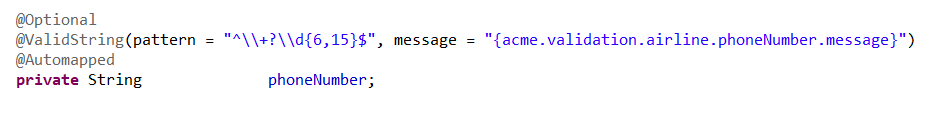 @Optional
@ValidString(pattern = "^\\+?\\d{6,15}$", message = "{acme.validation.airline.phoneNumber.message}")
@Automapped
private String phoneNumber;